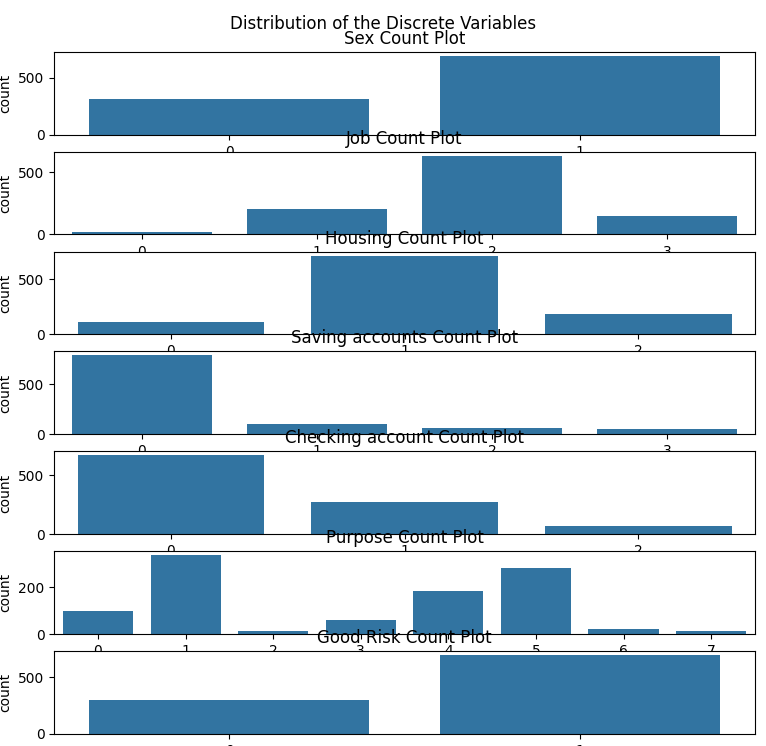 Distribution of the Discrete Variables
Sex Count Plot
500
0
count
0 1
Job Count Plot
500
0
count
0 1 2 3
Housing Count Plot
500
0
count
0 1 2
Saving accounts Count Plot
500
0
count
0 1 2 3
Checking account Count Plot
500
0
count
0 1 2
Purpose Count Plot
200
0
count
0 1 2 3 4 5 6 7
Good Risk Count Plot
500
0
count